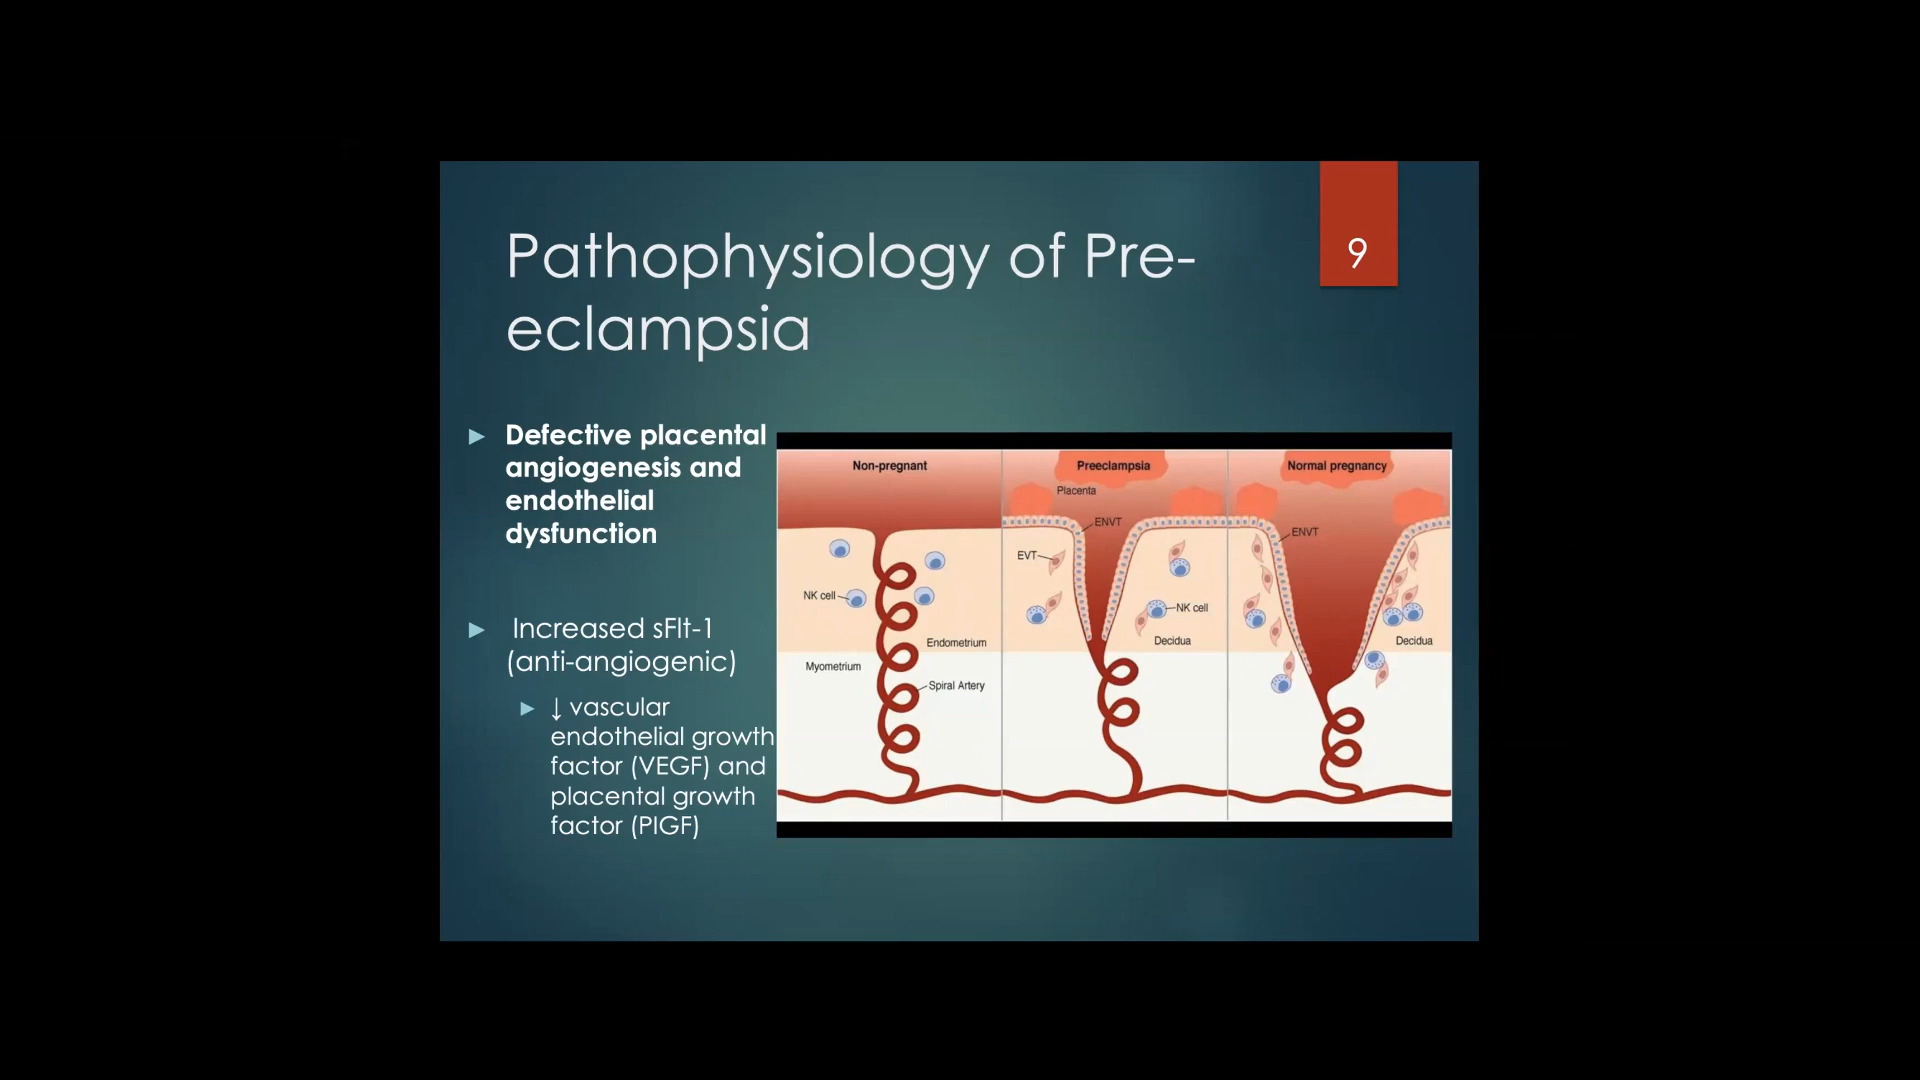 Pathophysiology of Pre-
eclampsia
9
Defective placental
angiogenesis and
endothelial
dysfunction
Increased sFlt-1
(anti-angiogenic)
↓ vascular
endothelial growth
factor (VEGF) and
placental growth
factor (PIGF)
Non-pregnant
NK cell
Endometrium
Myometrium
Spiral Artery
Preeclampsia
Placenta
ENVT
EVT
NK cell
Decidua
Normal pregnancy
ENVT
Decidua